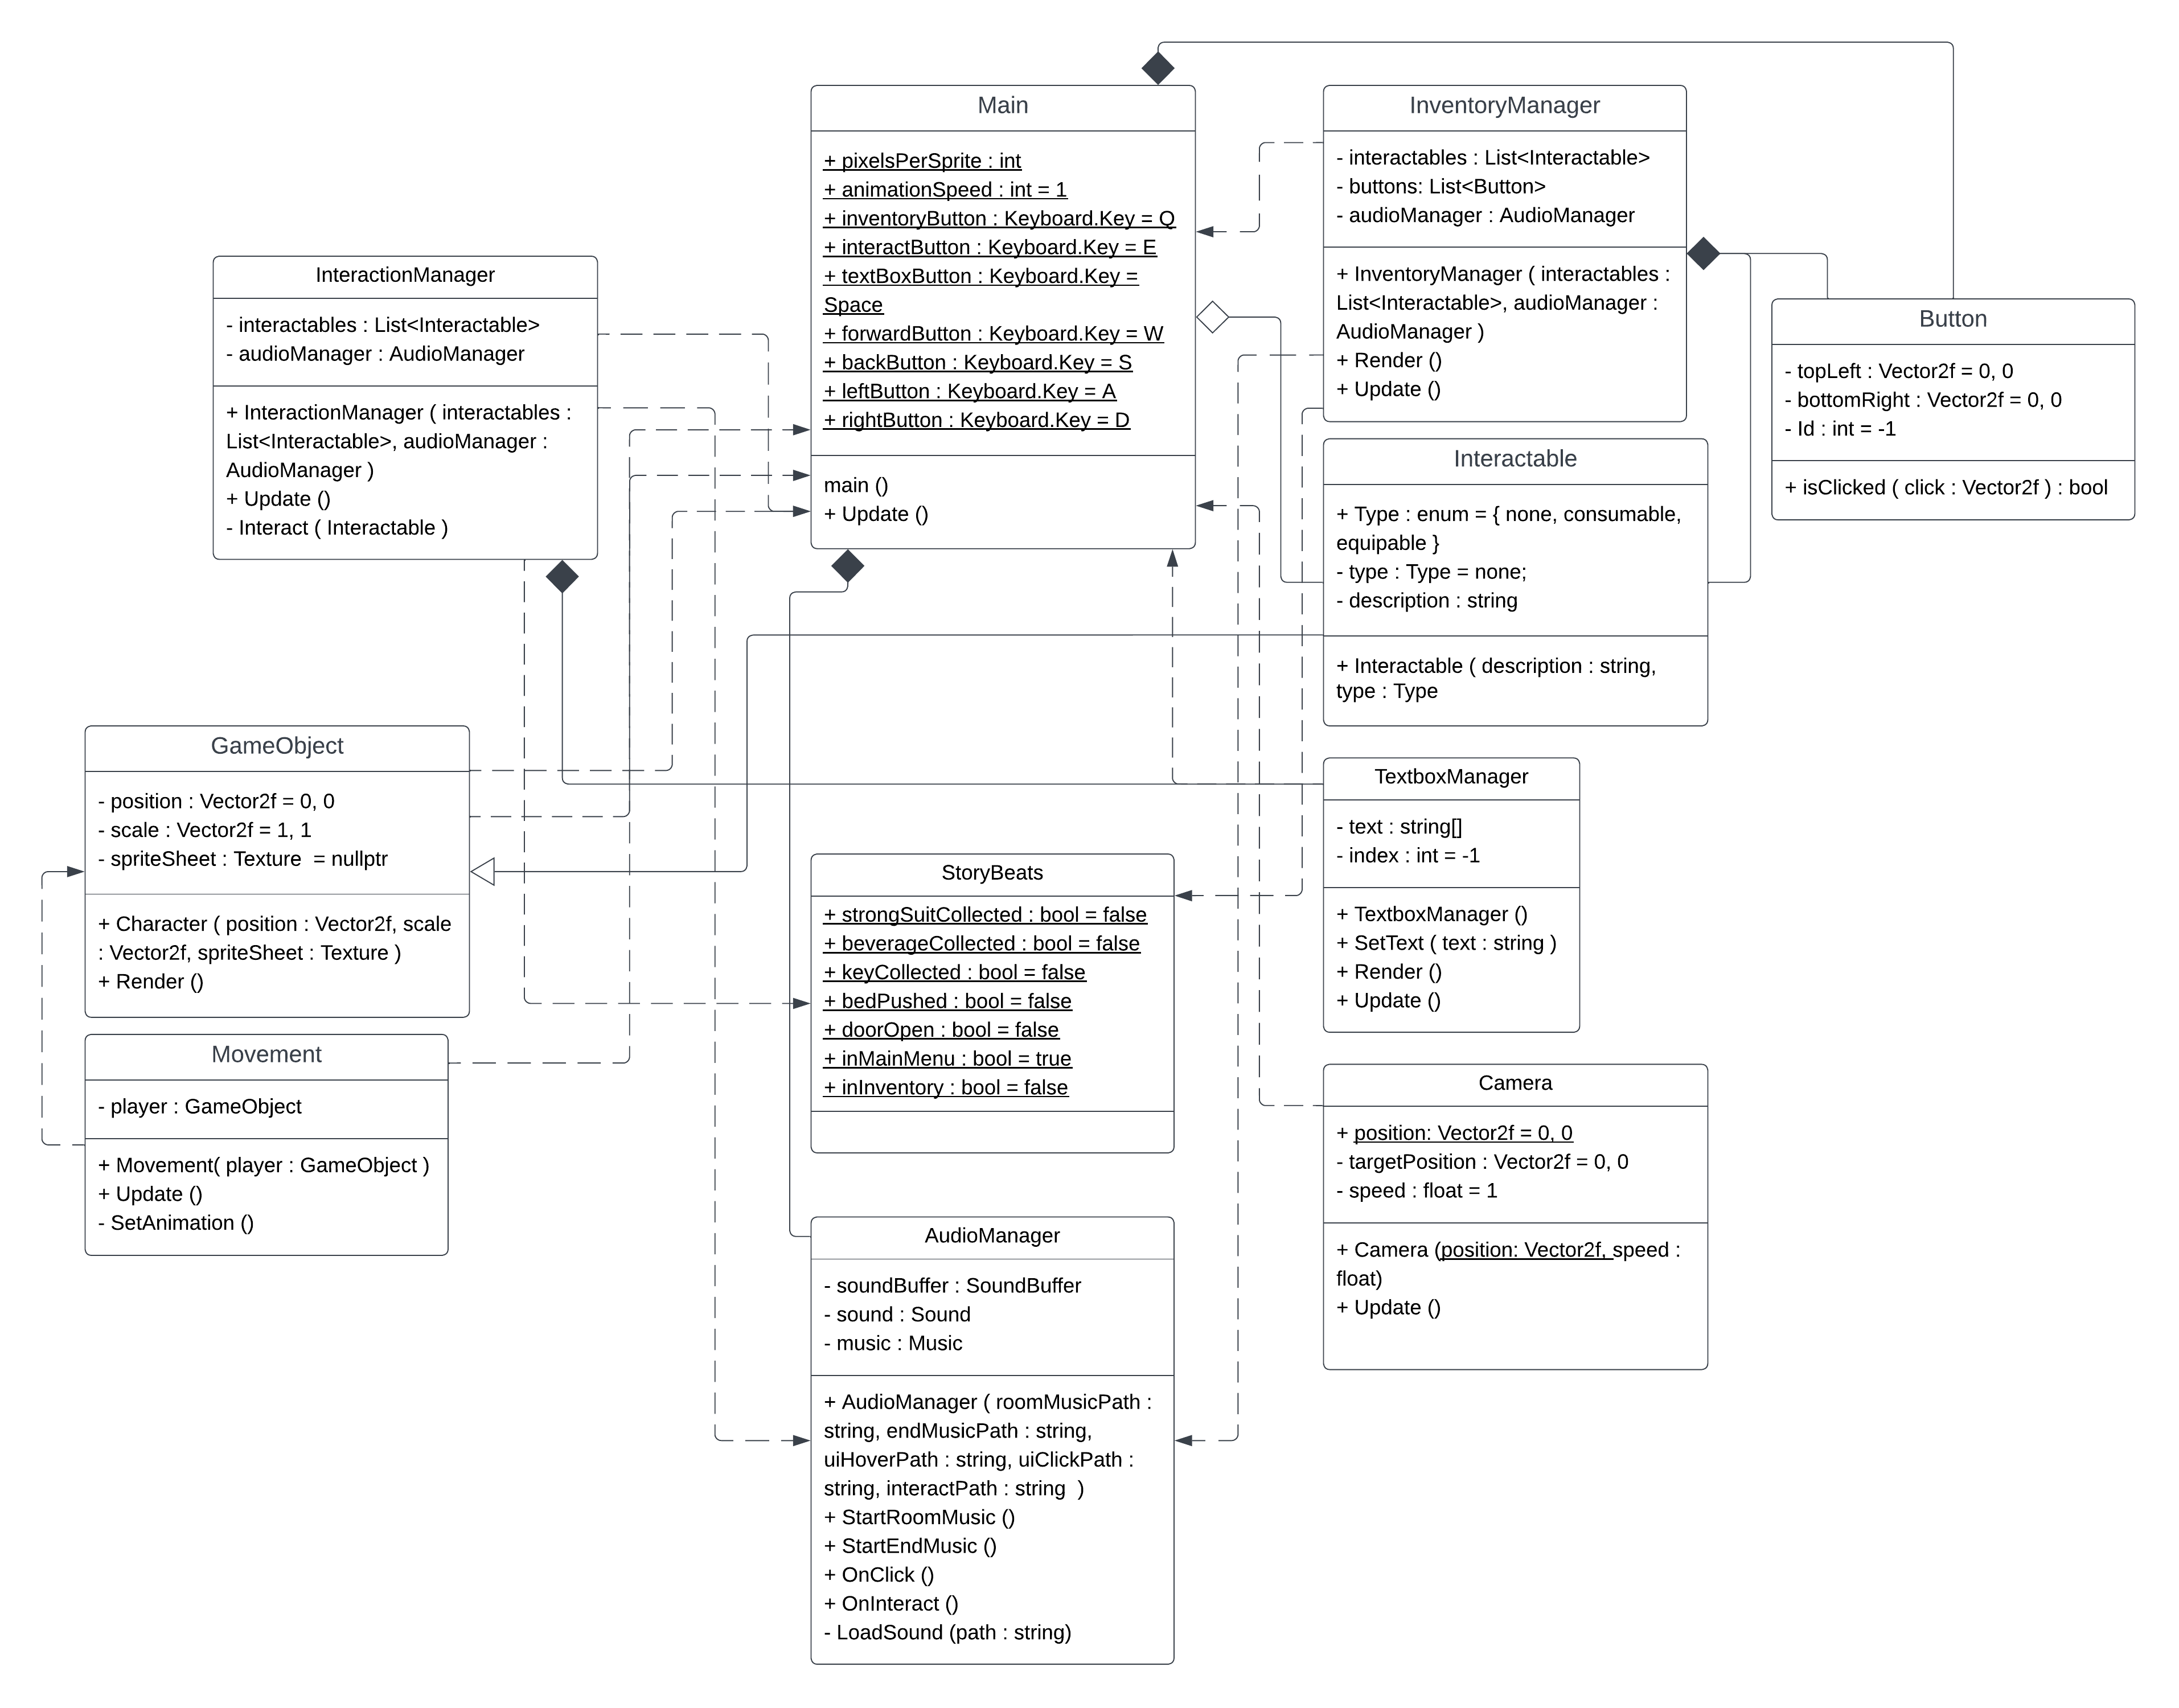 Main
+ pixelsPerSprite : int
+ animationSpeed : int = 1
+ inventoryButton : Keyboard.Key = Q
+ interactButton : Keyboard.Key = E
+ textBoxButton : Keyboard.Key =
Space
+ forwardButton : Keyboard.Key = W
+ backButton : Keyboard.Key = S
+ leftButton : Keyboard.Key = A
+ rightButton : Keyboard.Key = D
main ()
+ Update ()
InventoryManager
- interactables : List<Interactable>
- buttons: List<Button>
- audioManager : AudioManager
+ InventoryManager ( interactables :
List<Interactable>, audioManager :
AudioManager )
+ Render ()
+ Update ()
InteractionManager
- interactables : List<Interactable>
- audioManager : AudioManager
+ InteractionManager ( interactables :
List<Interactable>, audioManager :
AudioManager )
+ Update ()
- Interact ( Interactable )
Button
- topLeft : Vector2f = 0, 0
- bottomRight : Vector2f = 0, 0
- Id : int = -1
+ isClicked ( click : Vector2f ) : bool
Interactable
+ Type : enum = { none, consumable,
equipable }
- type : Type = none;
- description : string
+ Interactable ( description : string,
type : Type
GameObject
- position : Vector2f = 0, 0
- scale : Vector2f = 1, 1
- spriteSheet : Texture  = nullptr
+ Character ( position : Vector2f, scale
: Vector2f, spriteSheet : Texture )
+ Render ()
TextboxManager
- text : string[]
- index : int = -1
+ TextboxManager ()
+ SetText ( text : string )
+ Render ()
+ Update ()
StoryBeats
+ strongSuitCollected : bool = false
+ beverageCollected : bool = false
+ keyCollected : bool = false
+ bedPushed : bool = false
+ doorOpen : bool = false
+ inMainMenu : bool = true
+ inInventory : bool = false
Movement
- player : GameObject
+ Movement( player : GameObject )
+ Update ()
- SetAnimation ()
Camera
+ position: Vector2f = 0, 0
- targetPosition : Vector2f = 0, 0
- speed : float = 1
+ Camera (position: Vector2f, speed :
float)
+ Update ()
AudioManager
- soundBuffer : SoundBuffer
- sound : Sound
- music : Music
+ AudioManager ( roomMusicPath :
string, endMusicPath : string,
uiHoverPath : string, uiClickPath :
string, interactPath : string  )
+ StartRoomMusic ()
+ StartEndMusic ()
+ OnClick ()
+ OnInteract ()
- LoadSound (path : string)